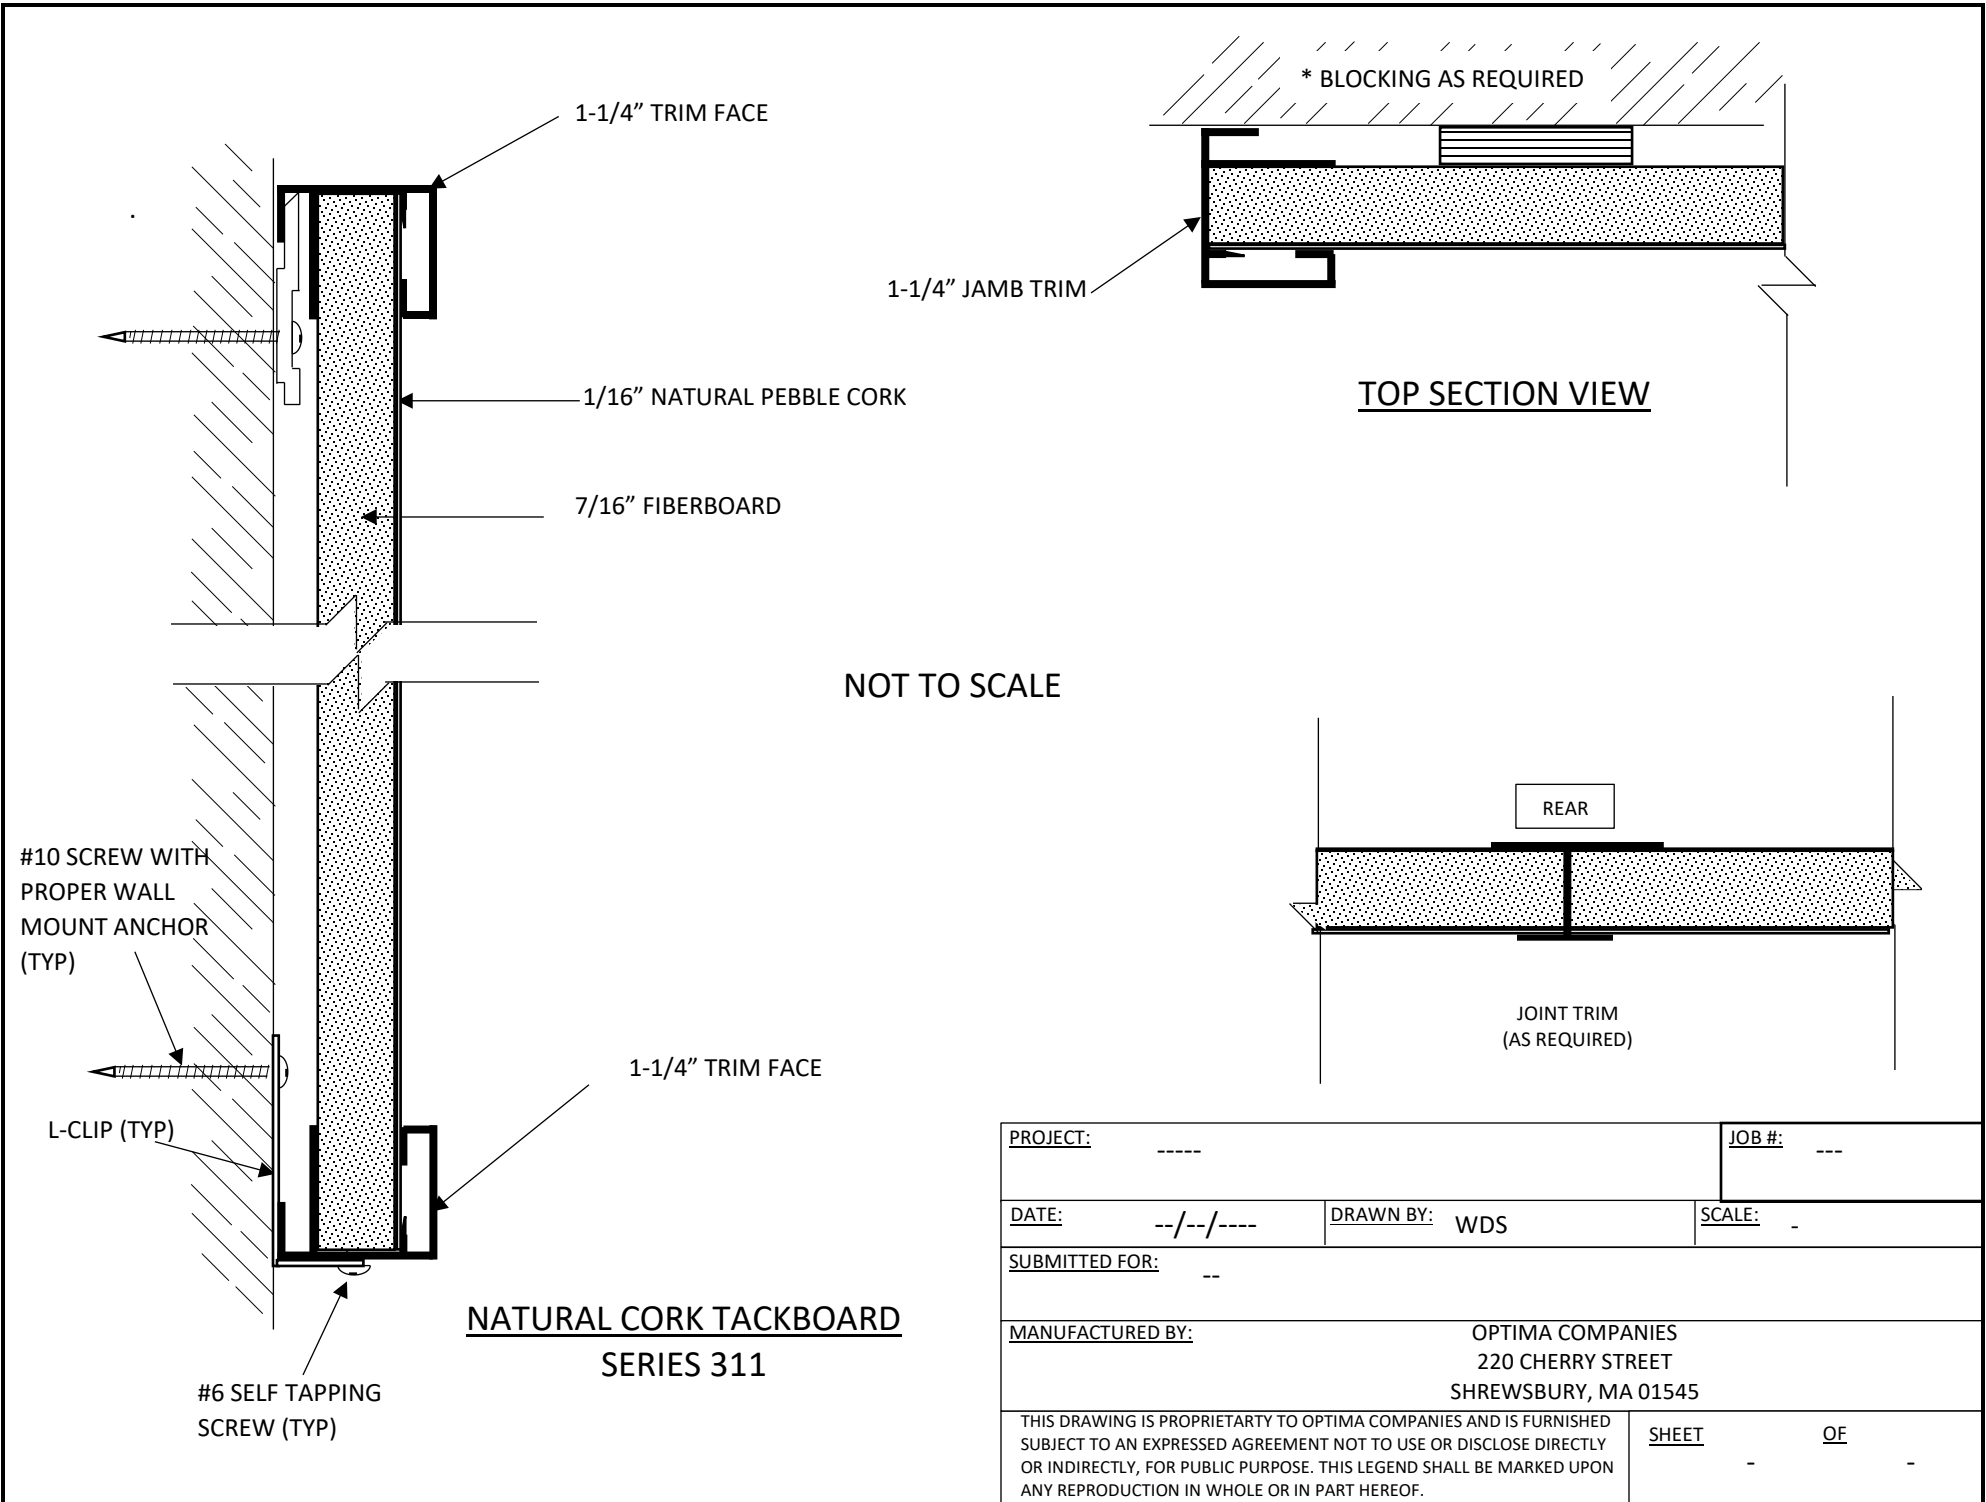 * BLOCKING AS REQUIRED
1-1/4” TRIM FACE
1-1/4” JAMB TRIM
TOP SECTION VIEW
1/16” NATURAL PEBBLE CORK
7/16” FIBERBOARD
NOT TO SCALE
REAR
JOINT TRIM
(AS REQUIRED)
#10 SCREW WITH
PROPER WALL
MOUNT ANCHOR
(TYP)
1-1/4” TRIM FACE
L-CLIP (TYP)
#6 SELF TAPPING
SCREW (TYP)
NATURAL CORK TACKBOARD
SERIES 311
PROJECT: -----
JOB #: ---
DATE: --/--/----
DRAWN BY: WDS
SCALE: -
SUBMITTED FOR: --
MANUFACTURED BY:
OPTIMA COMPANIES
220 CHERRY STREET
SHREWSBURY, MA 01545
THIS DRAWING IS PROPRIETARTY TO OPTIMA COMPANIES AND IS FURNISHED
SUBJECT TO AN EXPRESSED AGREEMENT NOT TO USE OR DISCLOSE DIRECTLY
OR INDIRECTLY, FOR PUBLIC PURPOSE. THIS LEGEND SHALL BE MARKED UPON
ANY REPRODUCTION IN WHOLE OR IN PART HEREOF.
SHEET - OF -